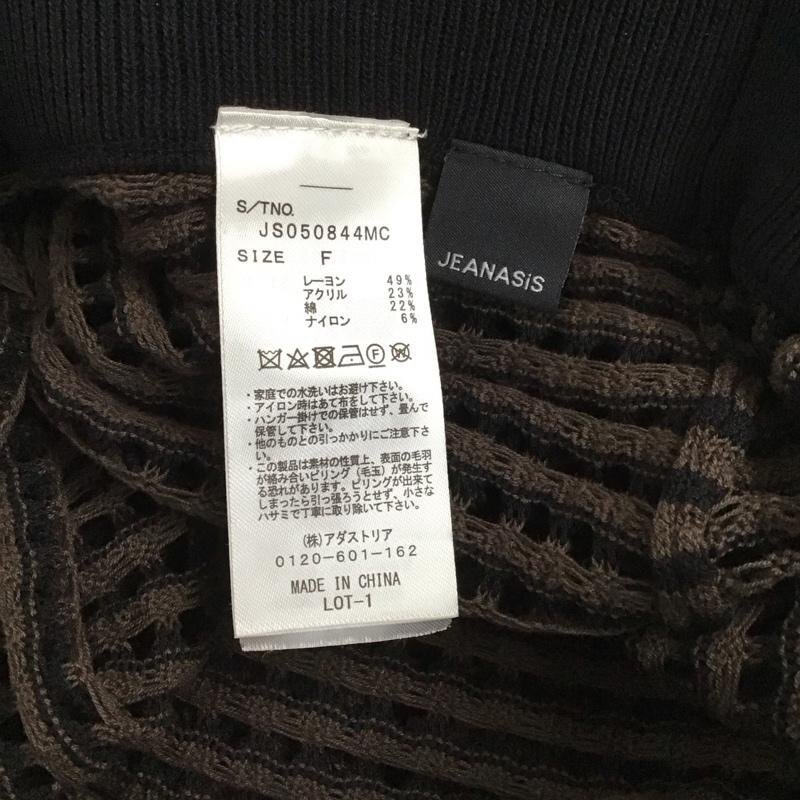 S/TNO.
JS050844MC
SIZE F
レーヨン 49%
アクリル 23%
綿 22%
ナイロン 6%
F
・家庭での水洗いはお避け下さい。
・アイロン時はあて布をして下さい。
・ハンガー掛けでの保管はせず、畳んで
保管して下さい。
・他のものとの引っかかりにご注意下さ
い。
・この製品は素材の性質上、表面の毛羽
が絡み合いピリング（毛玉）が発生す
る恐れがあります。ピリングが出来て
しまったら引っ張ろうとせず、小さな
ハサミで丁寧に取り除いて下さい。
(株)アダストリア
0120-601-162
MADE IN CHINA
LOT-1
JEANASiS